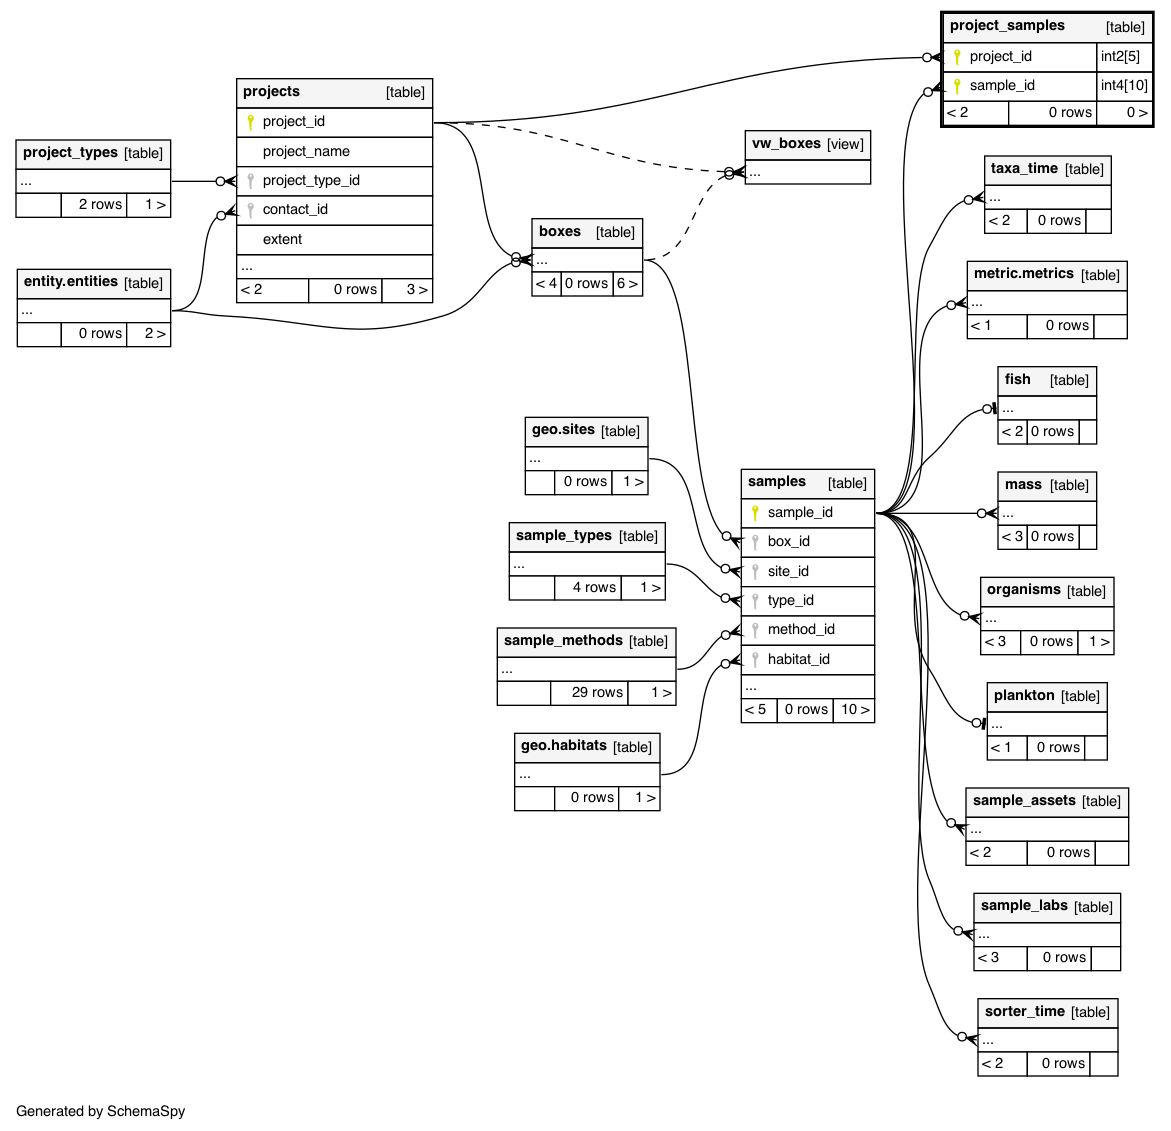 project_samples [table]
project_id int2[5]
sample_id int4[10]
< 2 0 rows 0 >
projects [table]
project_id
project_name
project_type_id
contact_id
extent
...
< 2 0 rows 3 >
project_types [table]
...
2 rows 1 >
entity.entities [table]
...
0 rows 2 >
vw_boxes [view]
...
boxes [table]
...
< 4 0 rows 6 >
taxa_time [table]
...
< 2 0 rows
metric.metrics [table]
...
< 1 0 rows
fish [table]
...
< 2 0 rows
geo.sites [table]
...
0 rows 1 >
sample_types [table]
...
4 rows 1 >
sample_methods [table]
...
29 rows 1 >
geo.habitats [table]
...
0 rows 1 >
samples [table]
sample_id
box_id
site_id
type_id
method_id
habitat_id
...
< 5 0 rows 10 >
mass [table]
...
< 3 0 rows
organisms [table]
...
< 3 0 rows 1 >
plankton [table]
...
< 1 0 rows
sample_assets [table]
...
< 2 0 rows
sample_labs [table]
...
< 3 0 rows
sorter_time [table]
...
< 2 0 rows
Generated by SchemaSpy